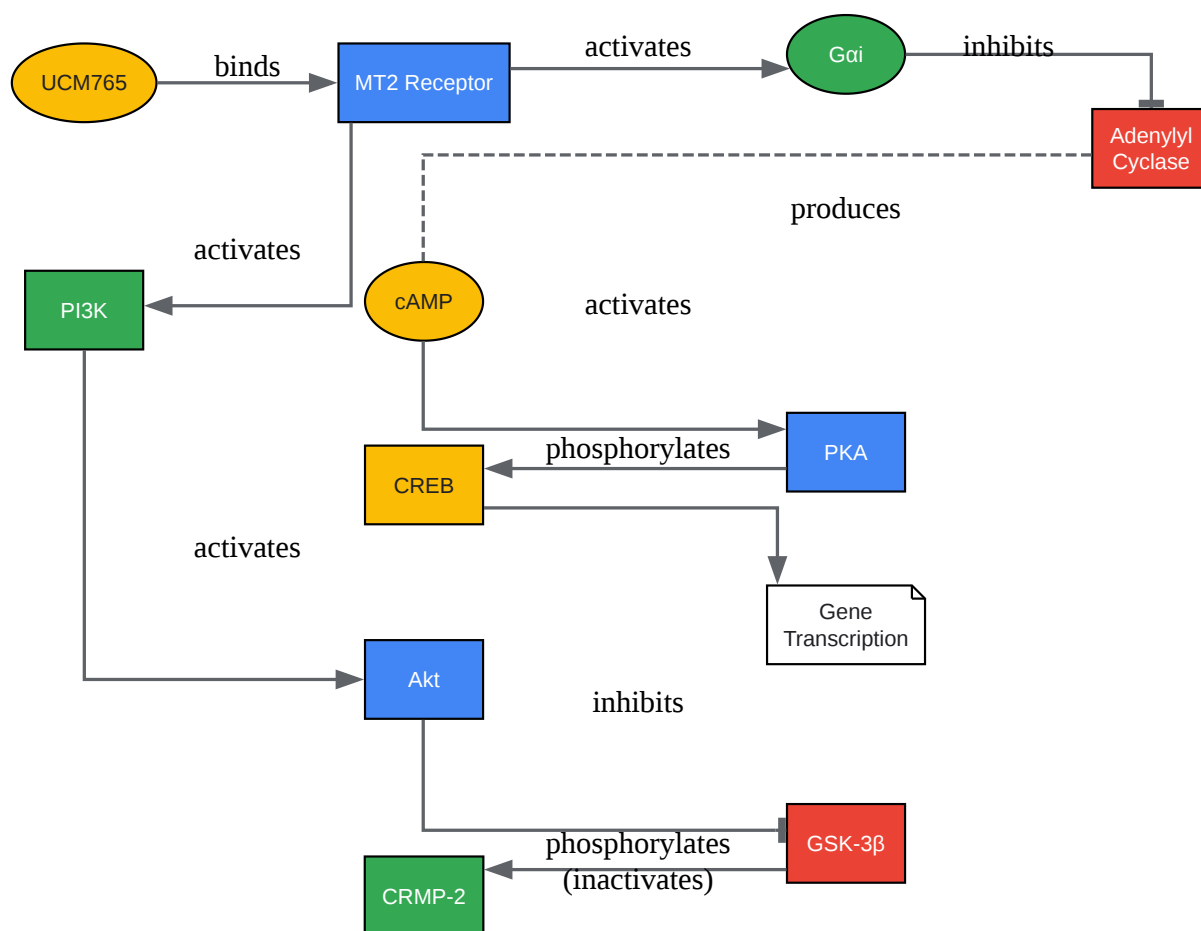 activates
inhibits
Gαi
UCM765
binds
MT2 Receptor
Adenylyl
Cyclase
produces
activates
PI3K
cAMP
activates
phosphorylates
PKA
CREB
activates
Gene
Transcription
Akt
inhibits
phosphorylates
(inactivates)
GSK-3β
CRMP-2